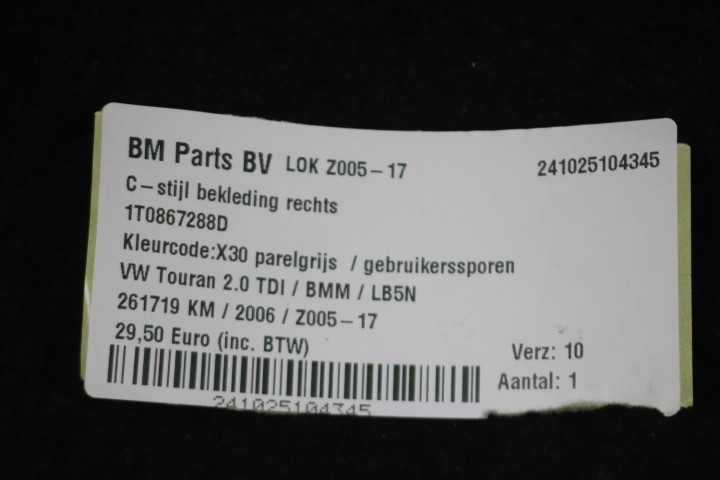 BM Parts BV LOK Z005-17 241025104345
C-stijl bekleding rechts
1T0867288D
Kleurcode:X30 parelgrijs / gebruikerssporen
VW Touran 2.0 TDI / BMM / LB5N
261719 KM / 2006 / Z005-17
29,50 Euro (inc. BTW)
Verz: 10
Aantal: 1
241025104345